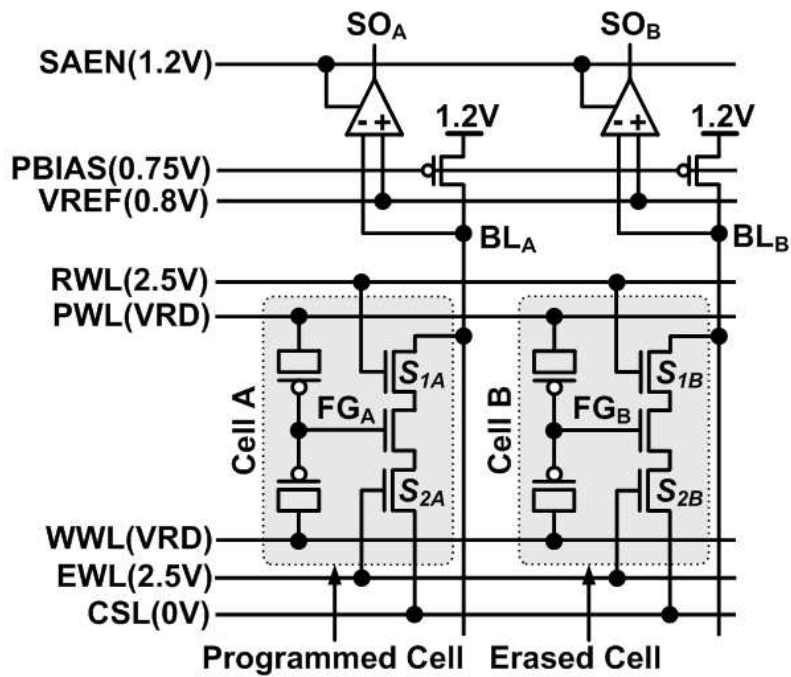 SO_A SO_B
SAEN(1.2V)
- + 1.2V - + 1.2V
PBIAS(0.75V)
VREF(0.8V)
BL_A BL_B
RWL(2.5V)
PWL(VRD)
Cell A FG_A S_1A S_2A
Cell B FG_B S_1B S_2B
WWL(VRD)
EWL(2.5V)
CSL(0V)
Programmed Cell Erased Cell